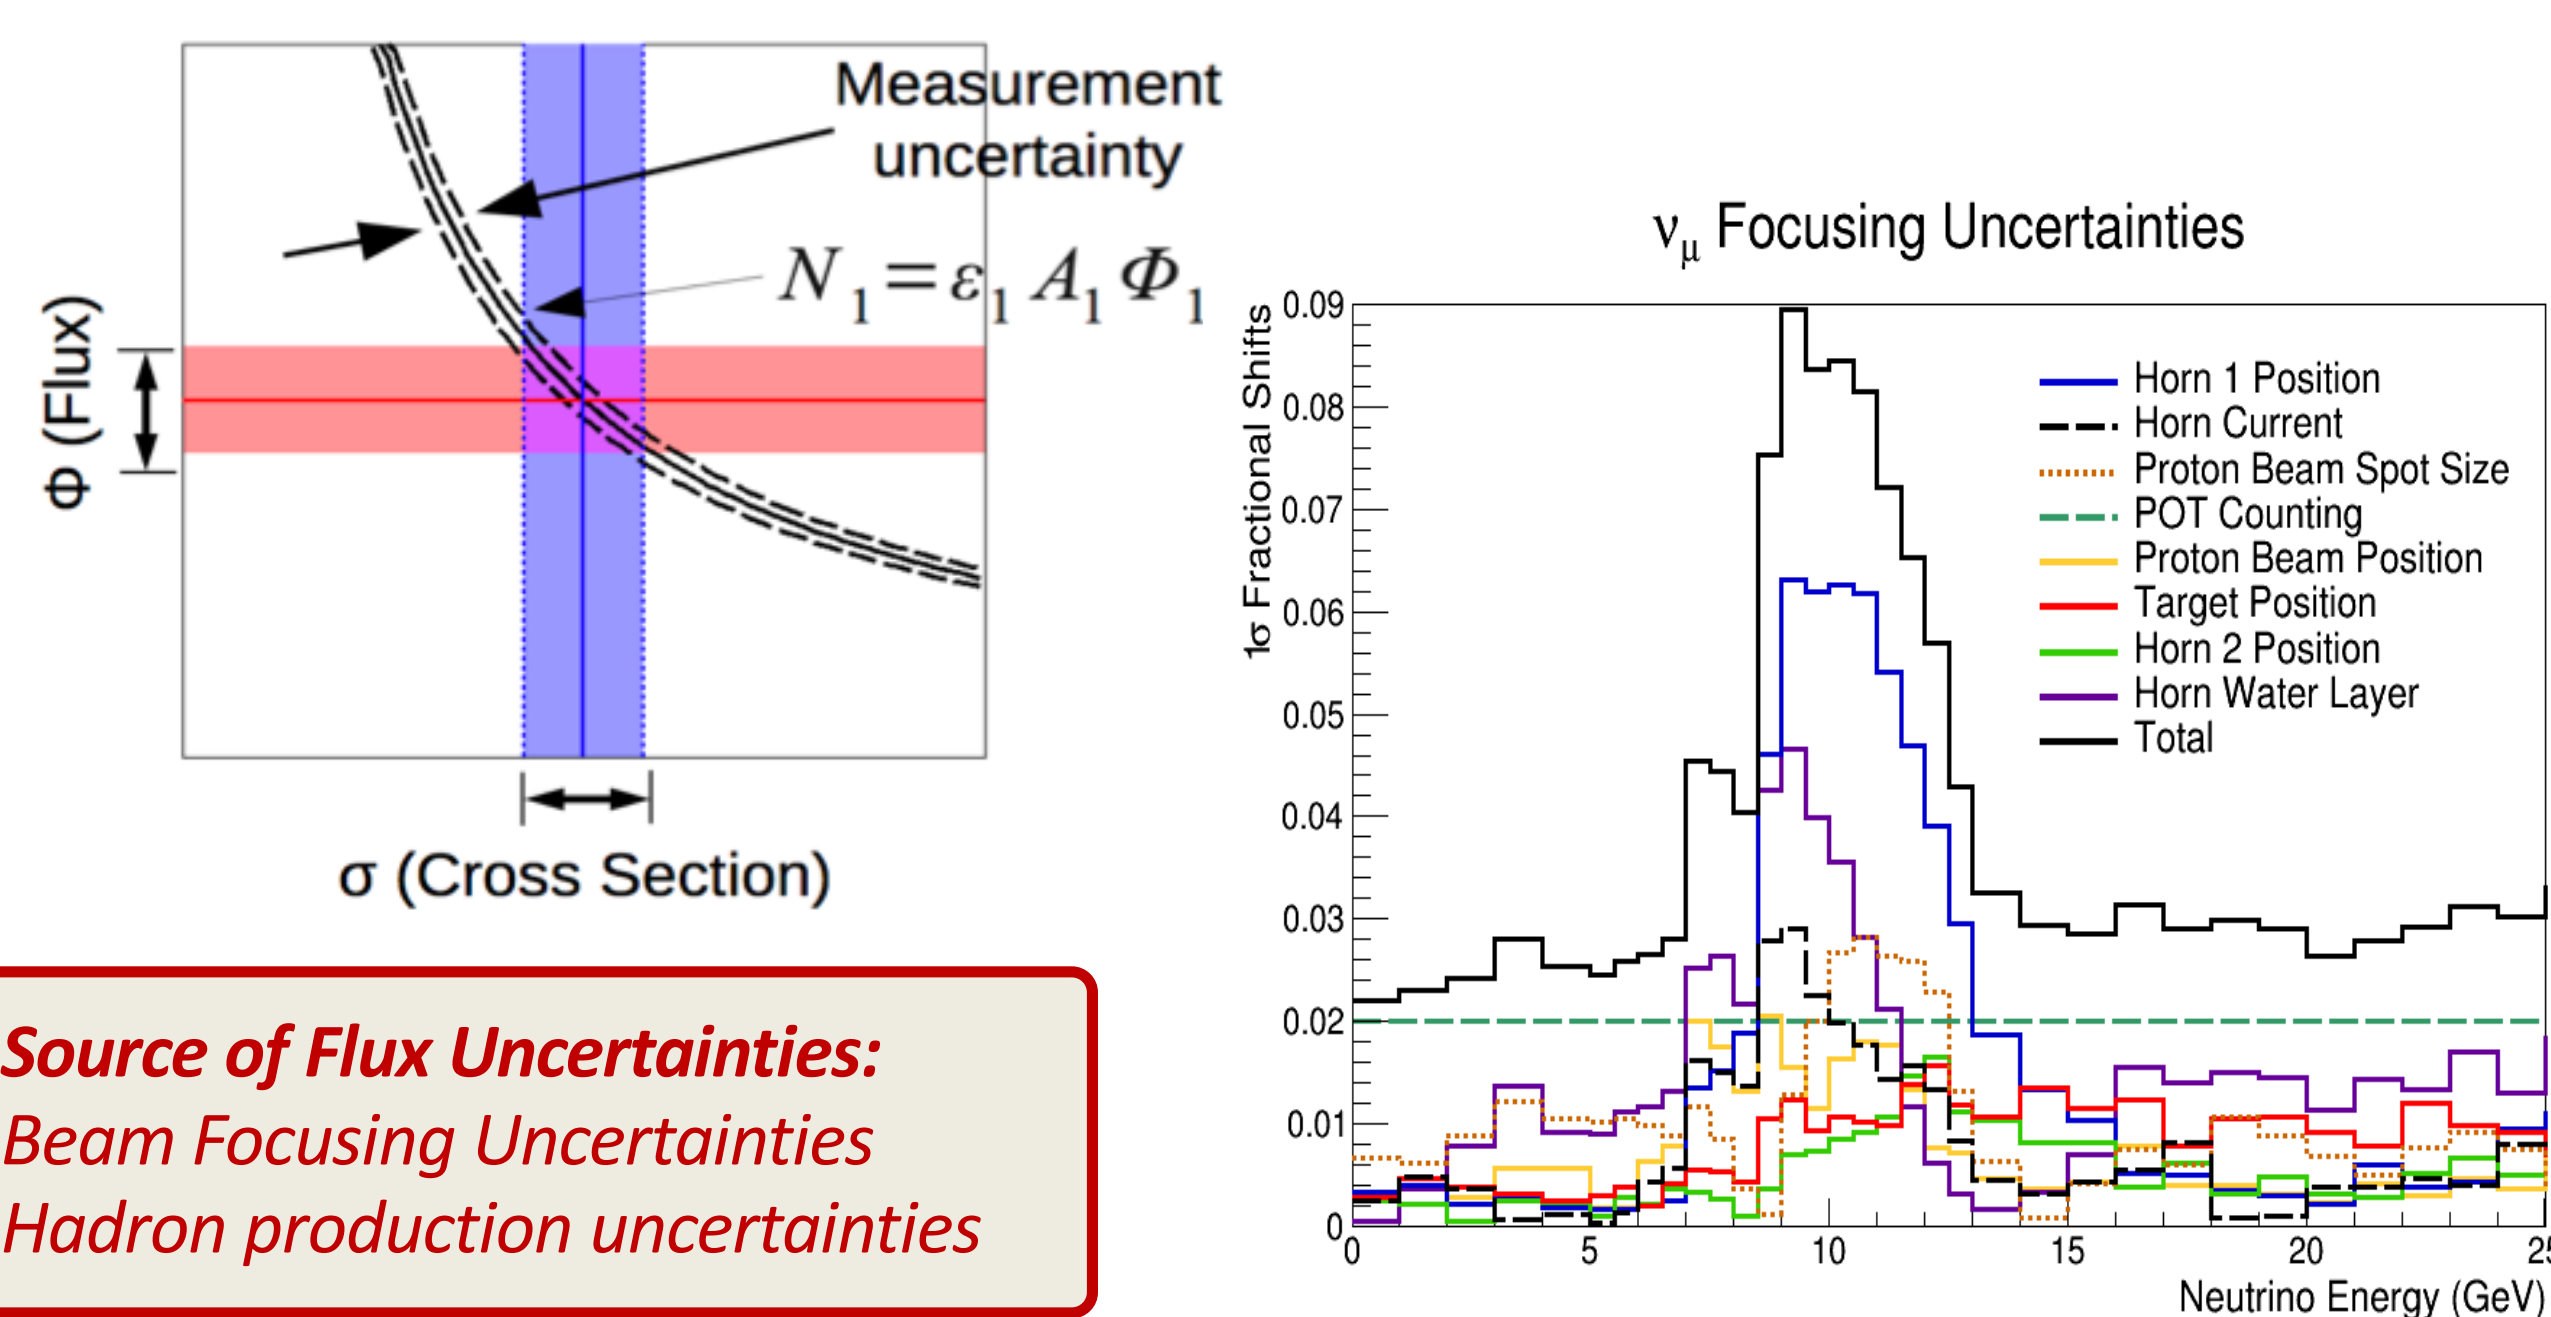 Measurement
uncertainty
N₁=ε₁ A₁ Φ₁
Φ (Flux)
σ (Cross Section)
Source of Flux Uncertainties:
Beam Focusing Uncertainties
Hadron production uncertainties
νμ Focusing Uncertainties
1σ Fractional Shifts
0.09
0.08
0.07
0.06
0.05
0.04
0.03
0.02
0.01
0
Horn 1 Position
Horn Current
Proton Beam Spot Size
POT Counting
Proton Beam Position
Target Position
Horn 2 Position
Horn Water Layer
Total
0 5 10 15 20 25
Neutrino Energy (GeV)